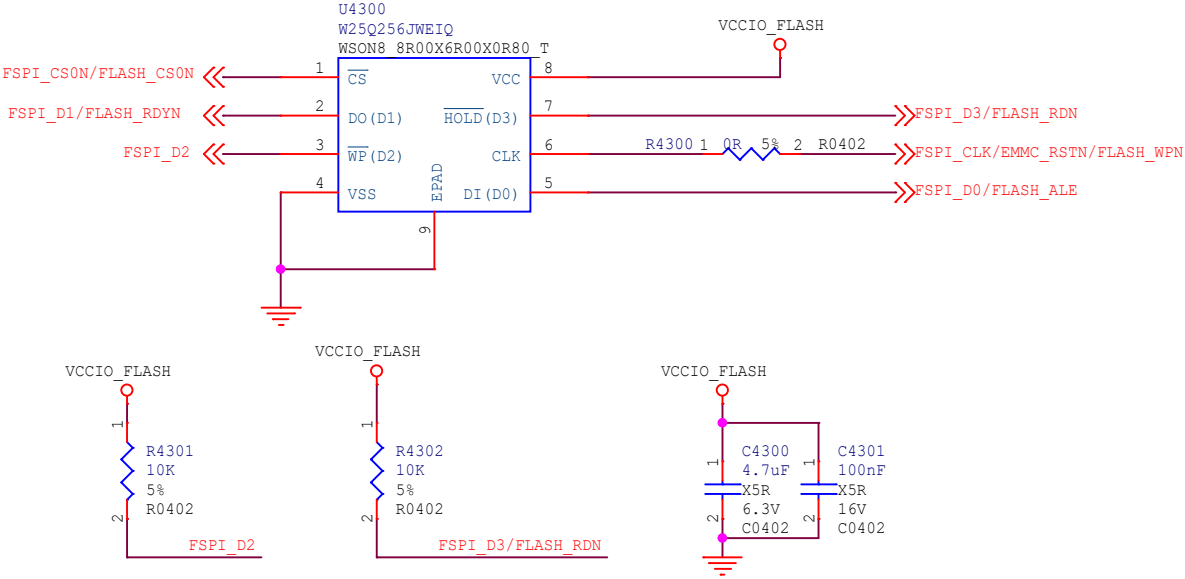 U4300
W25Q256JWEIQ
WSON8_8R00X6R00X0R80_T
VCCIO_FLASH
FSPI_CS0N/FLASH_CS0N
1
CS
VCC
8
FSPI_D1/FLASH_RDYN
2
DO(D1)
HOLD(D3)
7
FSPI_D3/FLASH_RDN
FSPI_D2
3
WP(D2)
CLK
6
R4300 1 0R 5% 2 R0402
FSPI_CLK/EMMC_RSTN/FLASH_WPN
4
VSS
EPAD
DI(D0)
5
FSPI_D0/FLASH_ALE
9
VCCIO_FLASH
1
R4301
10K
5%
R0402
2
FSPI_D2
VCCIO_FLASH
1
R4302
10K
5%
R0402
2
FSPI_D3/FLASH_RDN
VCCIO_FLASH
1
C4300
4.7uF
X5R
6.3V
C0402
2
1
C4301
100nF
X5R
16V
C0402
2